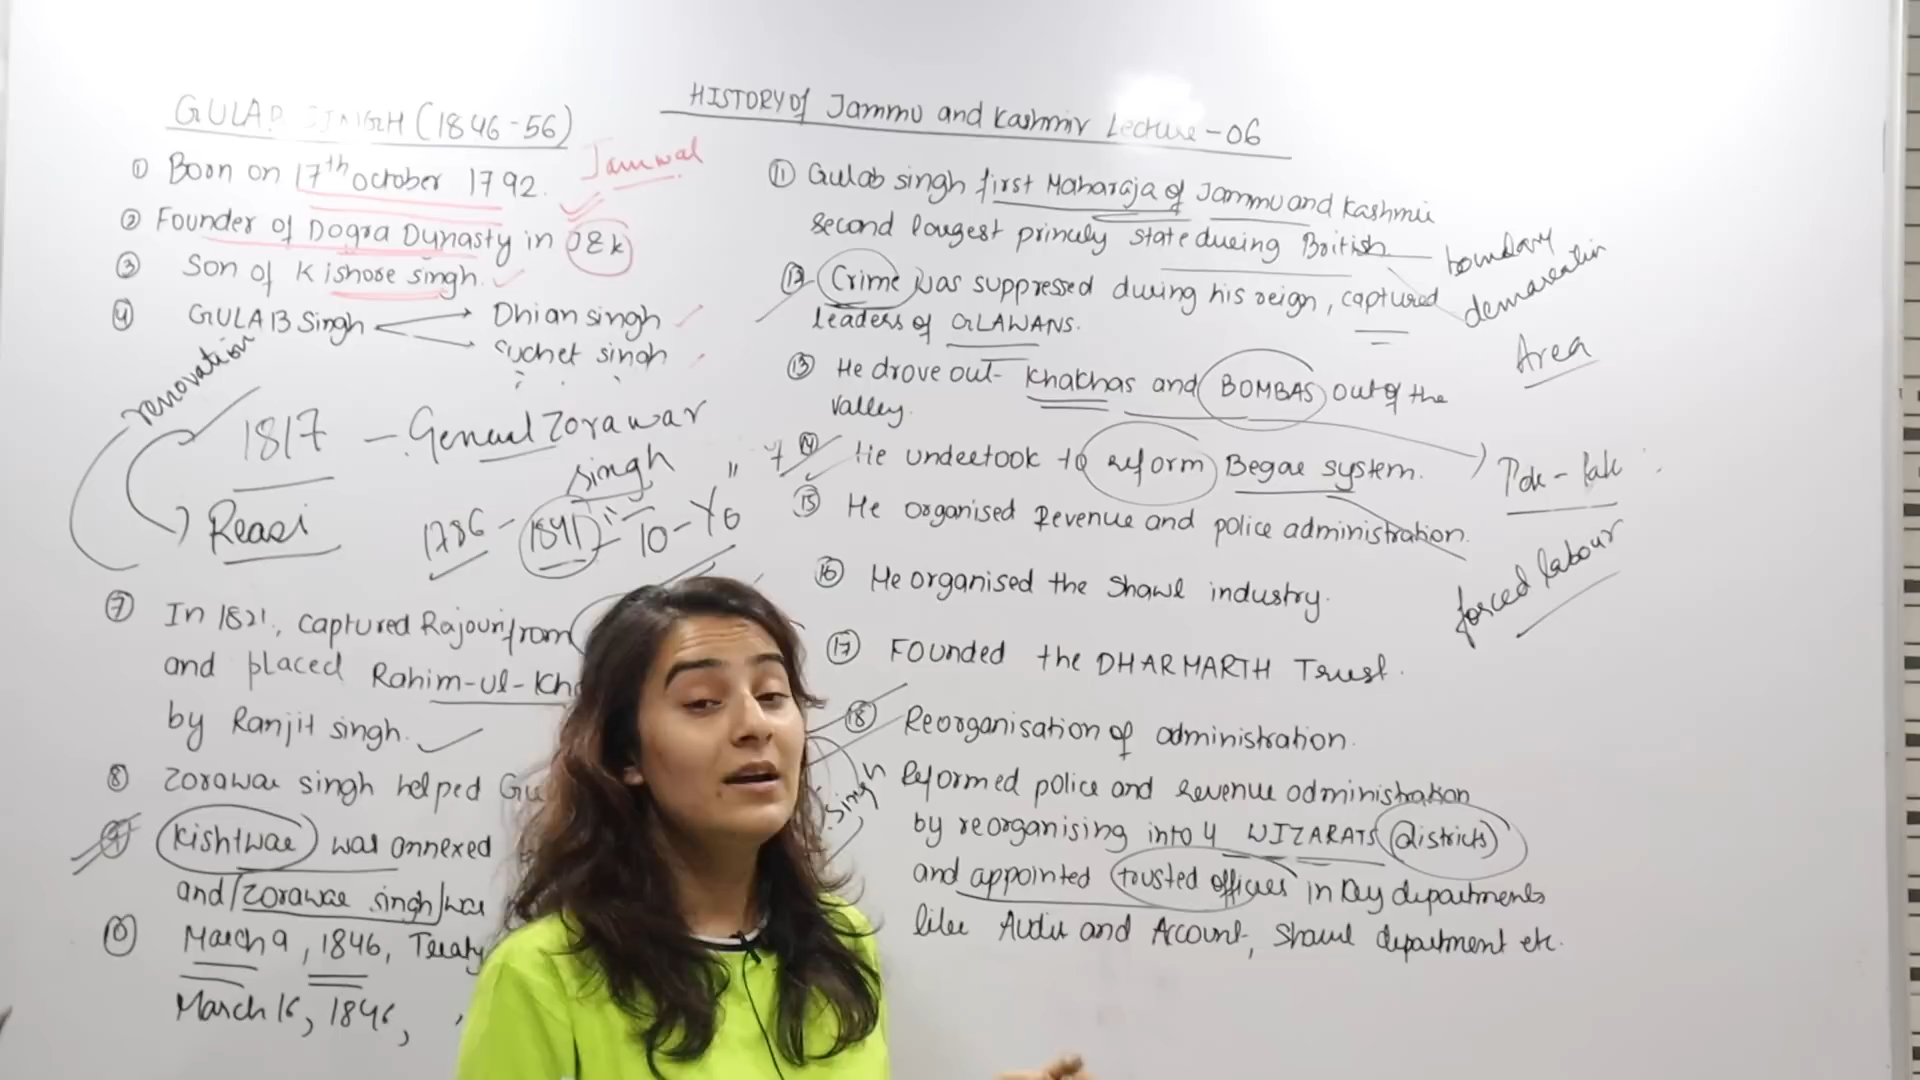 HISTORY of Jammu and Kashmir Lecture-06
GULAB SINGH (1846-56)
① Born on 17th october 1792.
Jamwal
② Founder of Dogra Dynasty in J&K
③ Son of Kishore singh.
④ GULAB Singh
Dhian singh
Suchet singh
renovation
1817 - General Zorawar
singh
Reasi
1786 - 1841
⑦ In 1821, captured Rajouri from
and placed Rahim-ul-Kh
by Ranjit singh.
⑧ Zorawar singh helped Gu
⑨ Kishtwar was annexed
and/Zorawar singh/was
⑩ March 9, 1846, Treaty
March 16, 1846,
⑪ Gulab singh first Maharaja of Jammu and Kashmir
second largest princely state during British
boundary
demarcation
Area
⑫ Crime was suppressed during his reign, captured
leaders of GLAWANS.
⑬ He drove out Khakhas and BOMBAS out of the
valley.
⑭ He undertook to reform Begar system.
⑮ He organised Revenue and police administration.
forced labour
⑯ He organised the Shawl industry.
⑰ Founded the DHARMARTH Trust.
⑱ Reorganisation of administration.
Reformed police and revenue administration
by reorganising into 4 WIZARATS (districts)
and appointed trusted officers in key departments
like Audit and Account, Shawl department etc.
singh